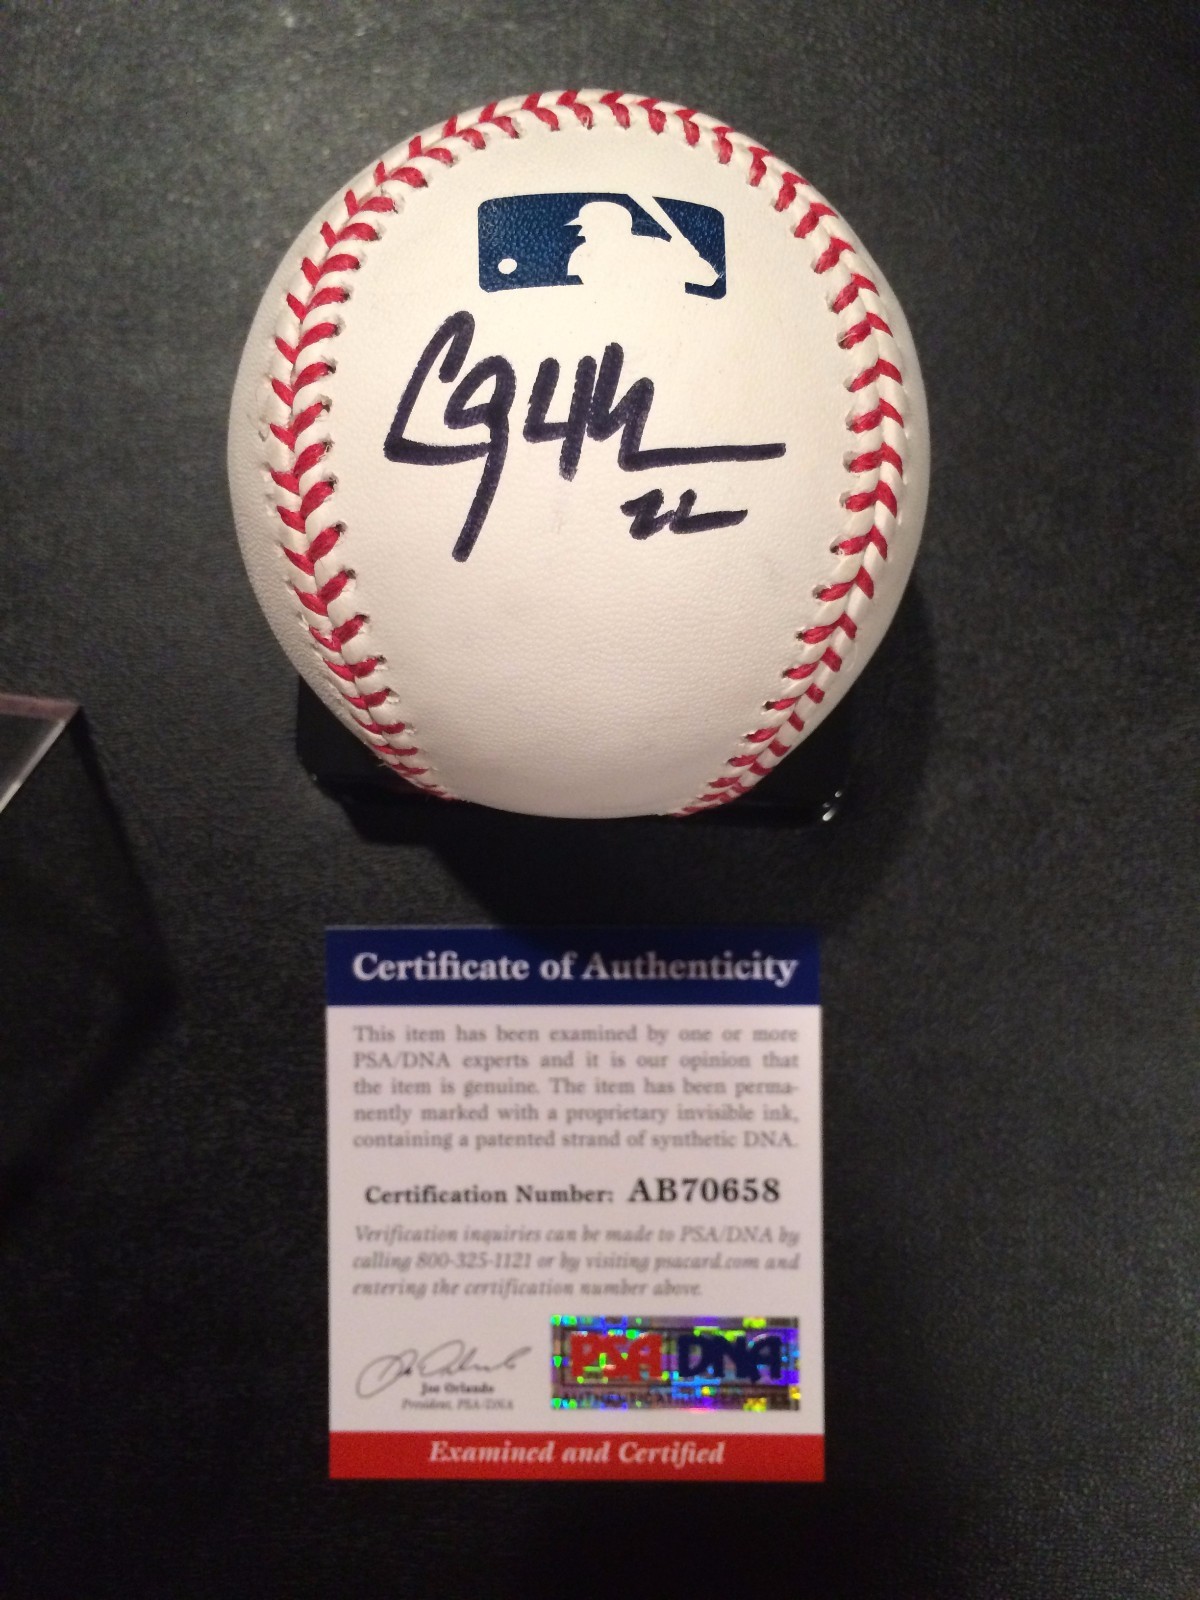 22
Certificate of Authenticity
This item has been examined by one or more
PSA/DNA experts and it is our opinion that
the item is genuine. The item has been perma-
nently marked with a proprietary invisible ink,
containing a patented strand of synthetic DNA.
Certification Number: AB70658
Verification inquiries can be made to PSA/DNA by
calling 800-325-1121 or by visiting psacard.com and
entering the certification number above.
Joe Orlando
President, PSA/DNA
PSA DNA
AUTHENTICATION SERVICES
Examined and Certified